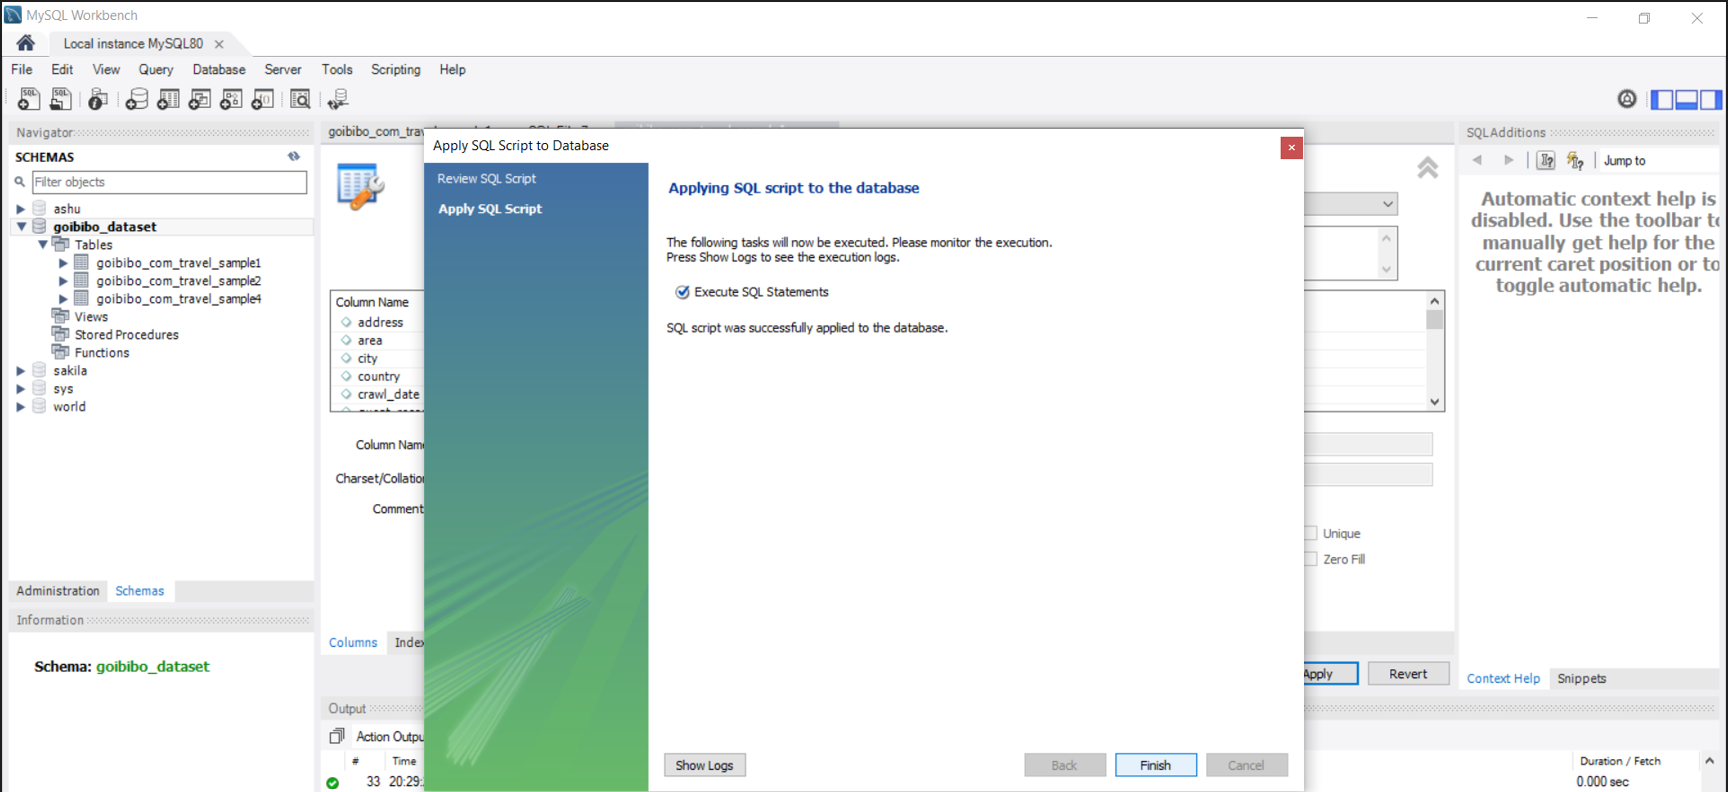 MySQL Workbench
Local instance MySQL80
File Edit View Query Database Server Tools Scripting Help
SQL SQL
Navigator
SCHEMAS
Filter objects
ashu
goibibo_dataset
Tables
goibibo_com_travel_sample1
goibibo_com_travel_sample2
goibibo_com_travel_sample4
Views
Stored Procedures
Functions
sakila
sys
world
Administration Schemas
Information
Schema: goibibo_dataset
Column Name
address
area
city
country
crawl_date
Column Name
Charset/Collation
Comment
Columns
Output
Action Outpu
# Time
33 20:29:
Apply SQL Script to Database
Review SQL Script
Apply SQL Script
Applying SQL script to the database
The following tasks will now be executed. Please monitor the execution.
Press Show Logs to see the execution logs.
Execute SQL Statements
SQL script was successfully applied to the database.
Show Logs Back Finish Cancel
Unique
Zero Fill
Apply Revert
Duration / Fetch
0.000 sec
SQLAdditions
Jump to
Automatic context help is
disabled. Use the toolbar to
manually get help for the
current caret position or to
toggle automatic help.
Context Help Snippets